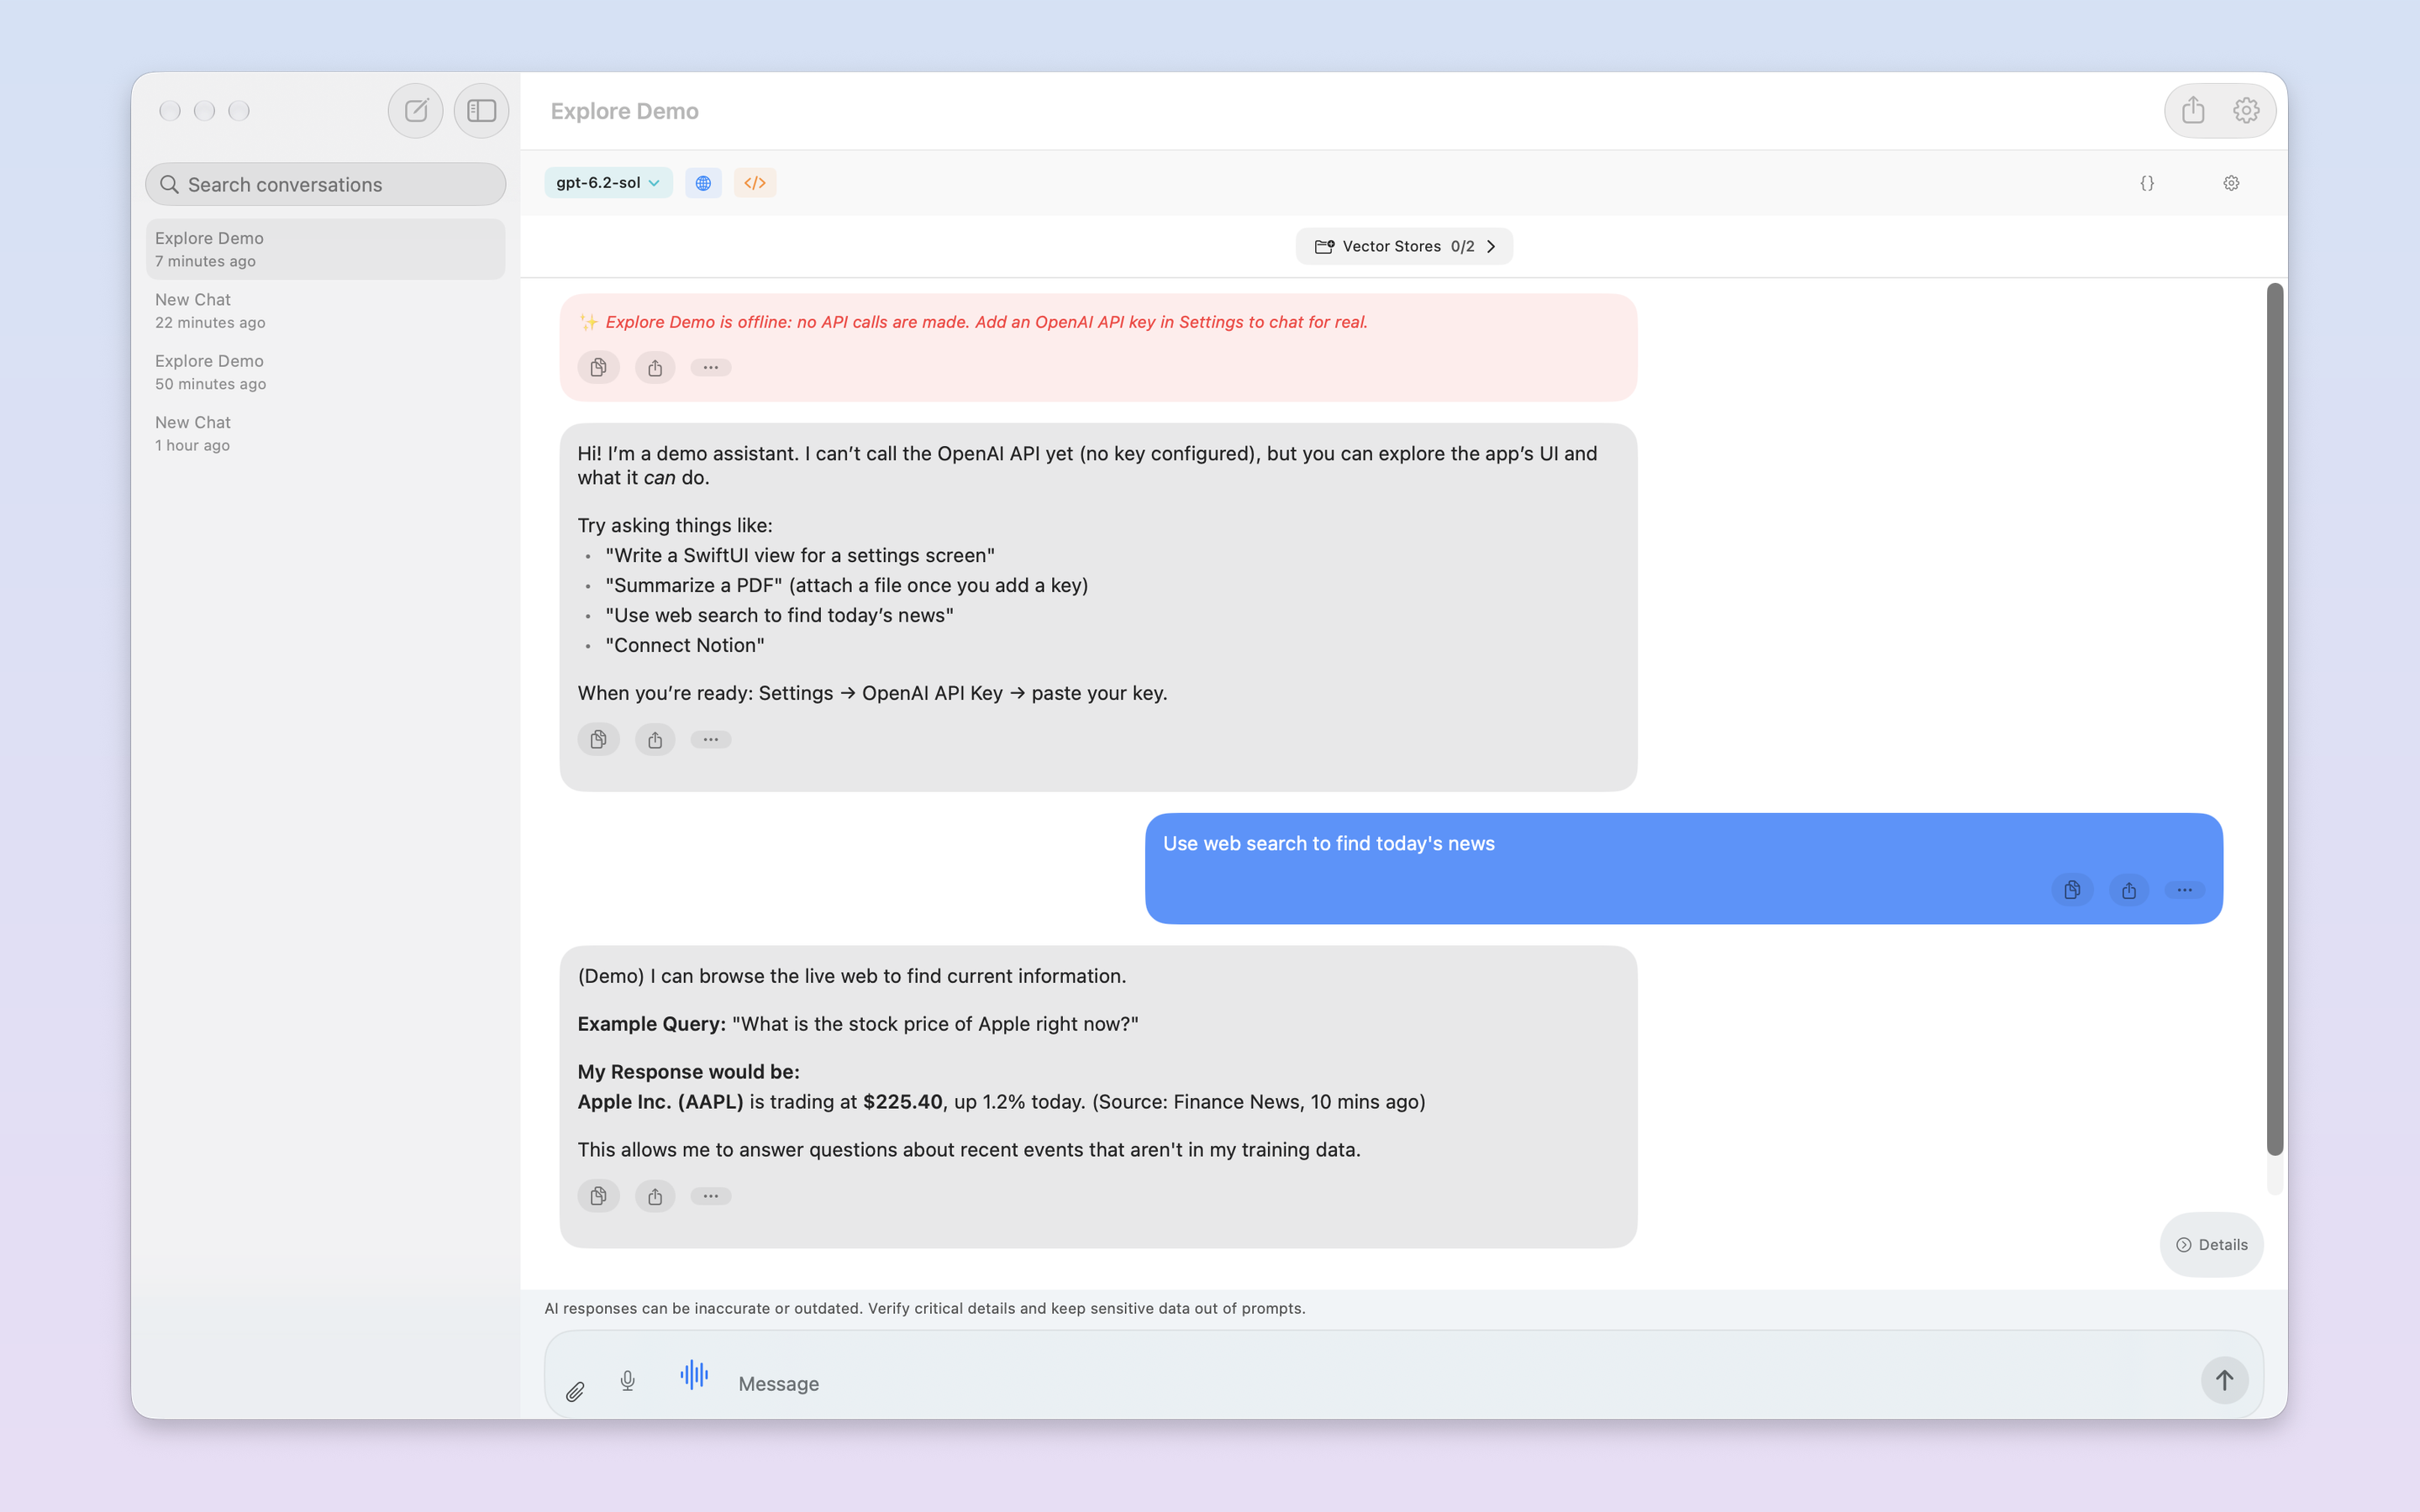 Explore Demo
Search conversations
Explore Demo
7 minutes ago
New Chat
22 minutes ago
Explore Demo
50 minutes ago
New Chat
1 hour ago
gpt-6.2-sol
</>
{}
Vector Stores 0/2
✨ Explore Demo is offline: no API calls are made. Add an OpenAI API key in Settings to chat for real.
Hi! I’m a demo assistant. I can’t call the OpenAI API yet (no key configured), but you can explore the app’s UI and
what it can do.
Try asking things like:
• "Write a SwiftUI view for a settings screen"
• "Summarize a PDF" (attach a file once you add a key)
• "Use web search to find today’s news"
• "Connect Notion"
When you’re ready: Settings → OpenAI API Key → paste your key.
Use web search to find today's news
(Demo) I can browse the live web to find current information.
Example Query: "What is the stock price of Apple right now?"
My Response would be:
Apple Inc. (AAPL) is trading at $225.40, up 1.2% today. (Source: Finance News, 10 mins ago)
This allows me to answer questions about recent events that aren't in my training data.
Details
AI responses can be inaccurate or outdated. Verify critical details and keep sensitive data out of prompts.
Message